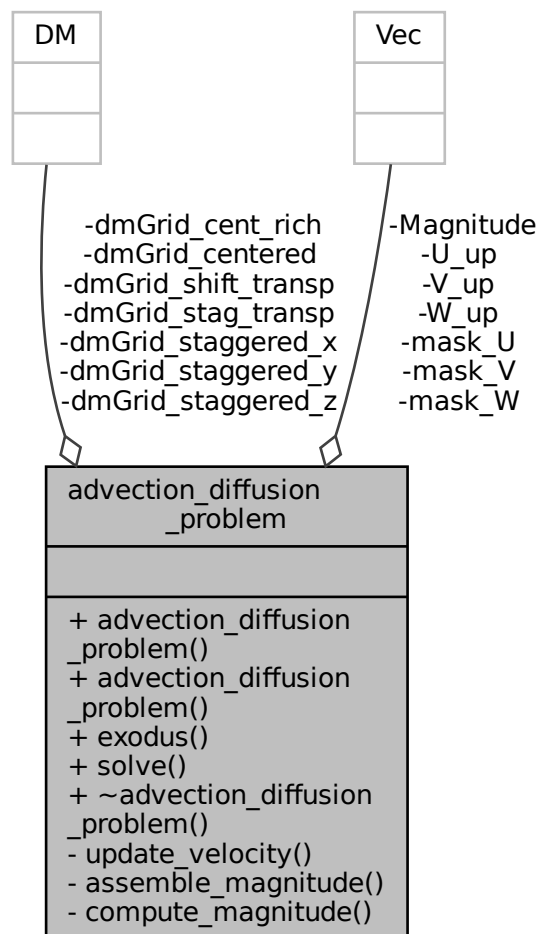 DM
Vec
-dmGrid_cent_rich
-dmGrid_centered
-dmGrid_shift_transp
-dmGrid_stag_transp
-dmGrid_staggered_x
-dmGrid_staggered_y
-dmGrid_staggered_z
-Magnitude
-U_up
-V_up
-W_up
-mask_U
-mask_V
-mask_W
advection_diffusion
_problem
+ advection_diffusion
_problem()
+ advection_diffusion
_problem()
+ exodus()
+ solve()
+ ~advection_diffusion
_problem()
- update_velocity()
- assemble_magnitude()
- compute_magnitude()